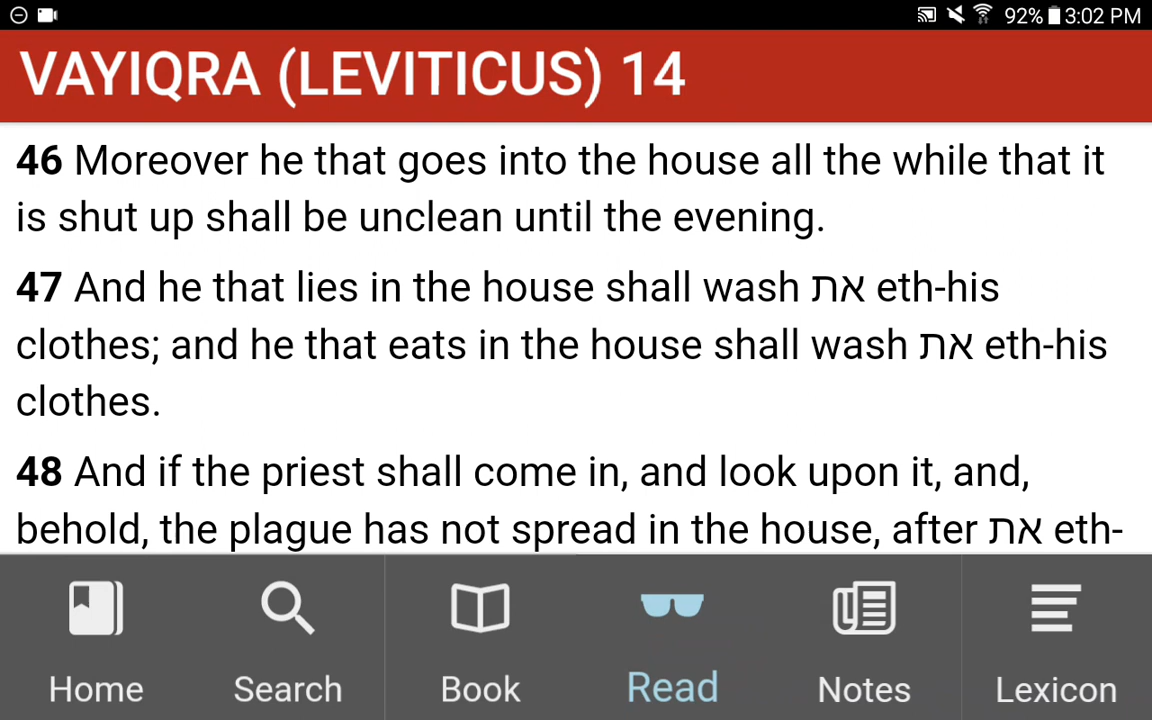 92% 3:02 PM
VAYIQRA (LEVITICUS) 14
46 Moreover he that goes into the house all the while that it
is shut up shall be unclean until the evening.
47 And he that lies in the house shall wash את eth-his
clothes; and he that eats in the house shall wash את eth-his
clothes.
48 And if the priest shall come in, and look upon it, and,
behold, the plague has not spread in the house, after את eth-
Home Search Book Read Notes Lexicon